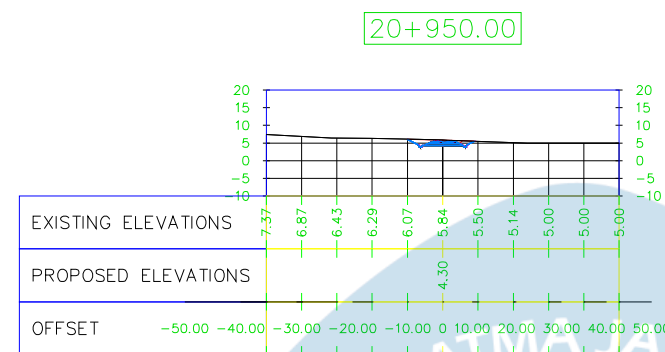 20+950.00
20 20
15 15
10 10
5 5
0 0
-5 -5
-10 -10
EXISTING ELEVATIONS 7.37 6.87 6.43 6.29 6.07 5.84 5.50 5.14 5.00 5.00 5.00
PROPOSED ELEVATIONS 4.30
OFFSET -50.00 -40.00 -30.00 -20.00 -10.00 0 10.00 20.00 30.00 40.00 50.00
ATMA JA